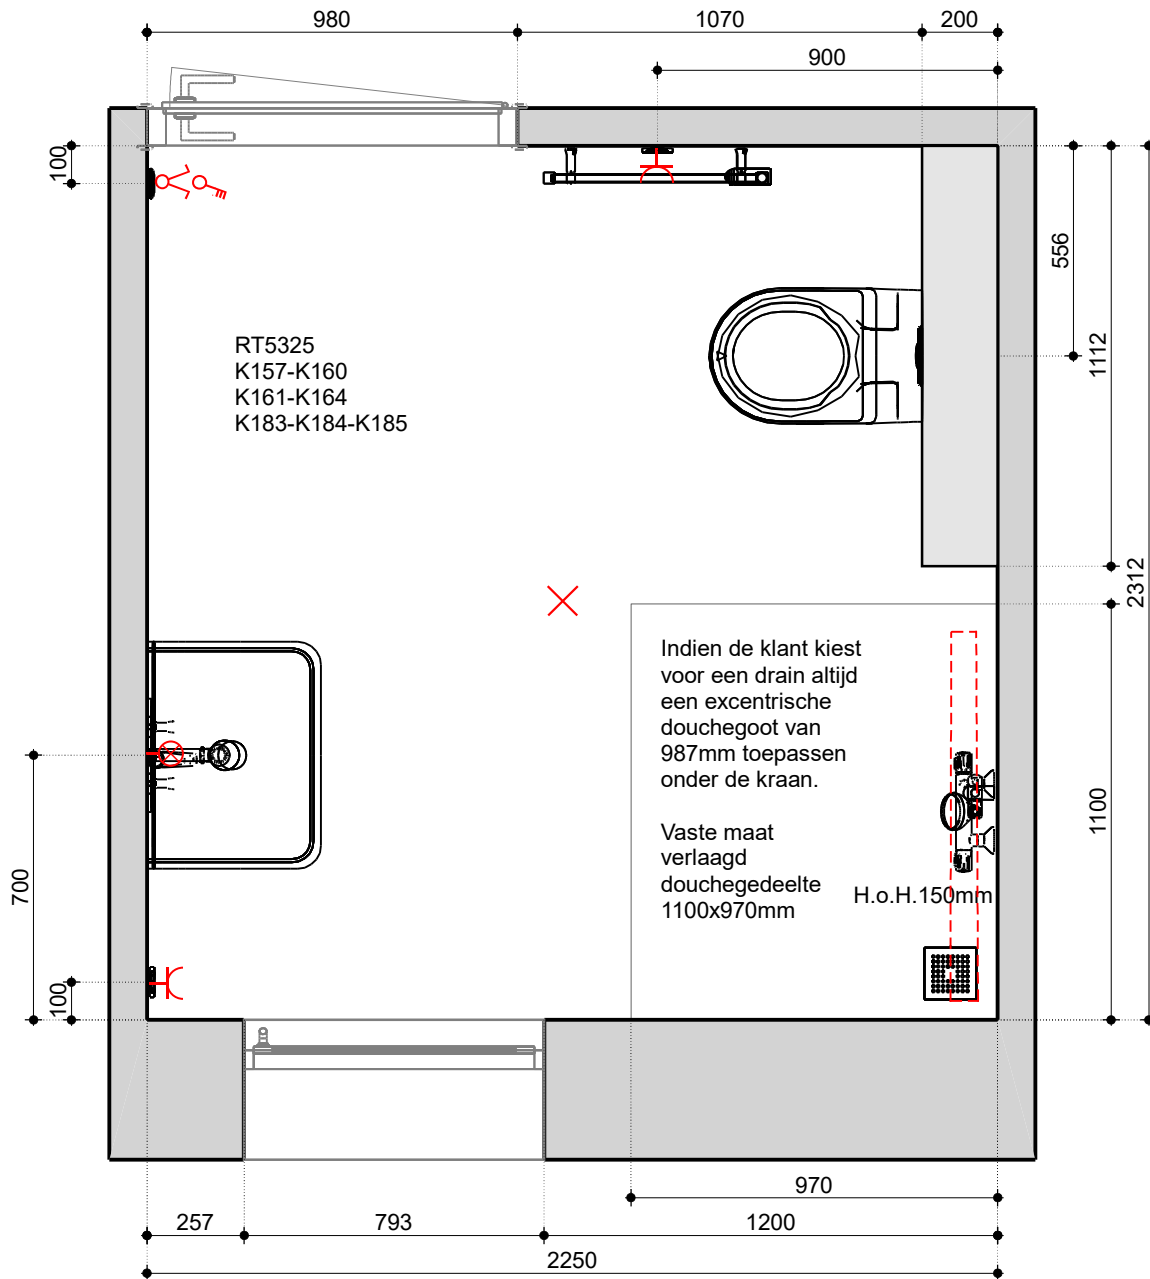 980
1070
200
900
100
556
1112
2312
RT5325
K157-K160
K161-K164
K183-K184-K185
Indien de klant kiest
voor een drain altijd
een excentrische
douchegoot van
987mm toepassen
onder de kraan.
Vaste maat
verlaagd
douchegedeelte
1100x970mm
H.o.H.150mm
1100
700
100
970
257
793
1200
2250